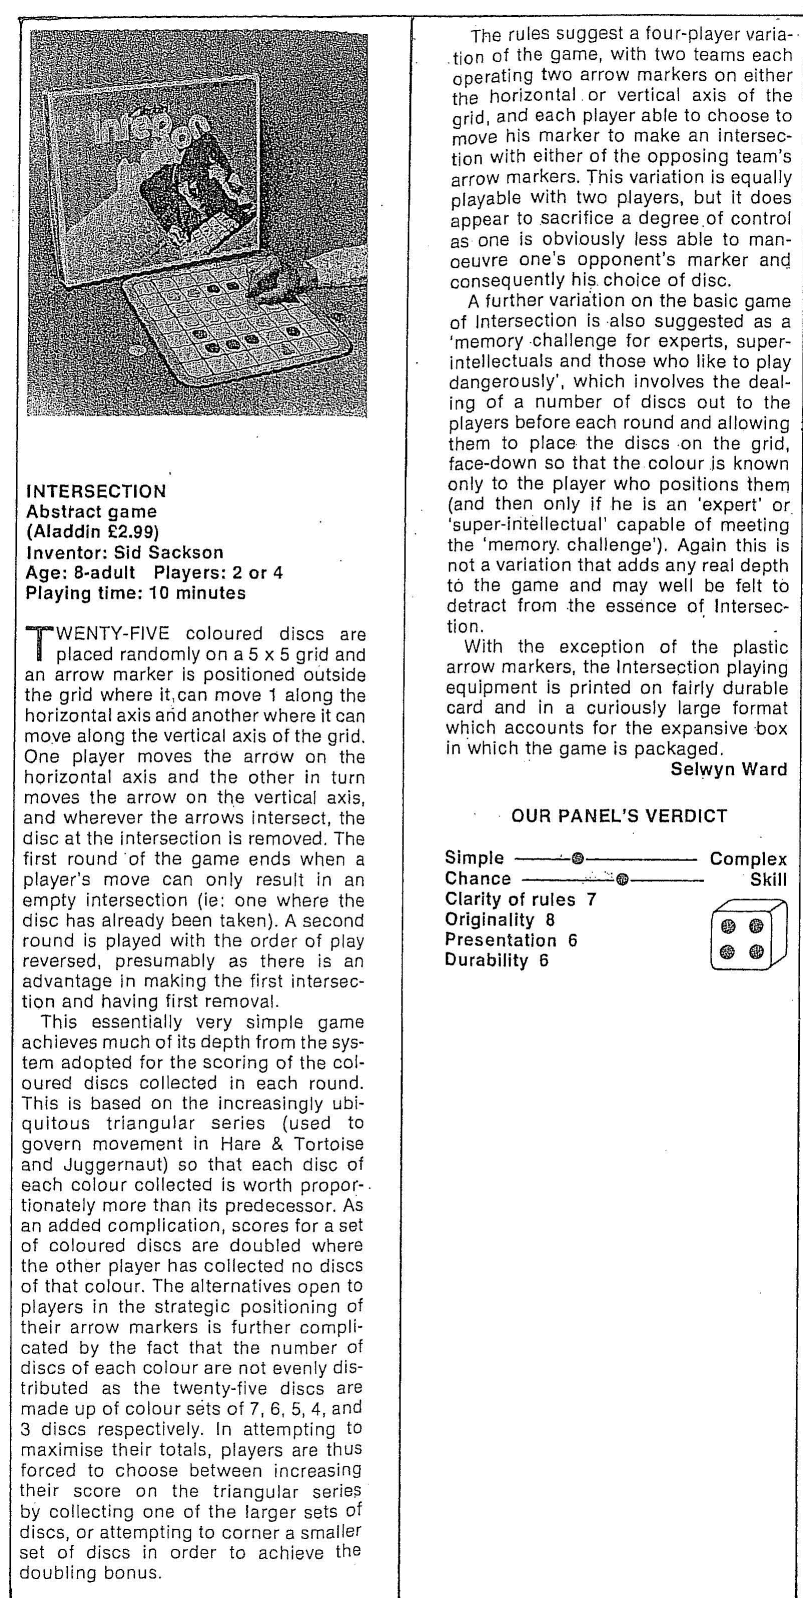 INTERSECTION
Abstract game
(Aladdin £2.99)
Inventor: Sid Sackson
Age: 8-adult Players: 2 or 4
Playing time: 10 minutes
TWENTY-FIVE coloured discs are
placed randomly on a 5 x 5 grid and
an arrow marker is positioned outside
the grid where it can move 1 along the
horizontal axis and another where it can
move along the vertical axis of the grid.
One player moves the arrow on the
horizontal axis and the other in turn
moves the arrow on the vertical axis,
and wherever the arrows intersect, the
disc at the intersection is removed. The
first round of the game ends when a
player's move can only result in an
empty intersection (ie: one where the
disc has already been taken). A second
round is played with the order of play
reversed, presumably as there is an
advantage in making the first intersec-
tion and having first removal.
This essentially very simple game
achieves much of its depth from the sys-
tem adopted for the scoring of the col-
oured discs collected in each round.
This is based on the increasingly ubi-
quitous triangular series (used to
govern movement in Hare & Tortoise
and Juggernaut) so that each disc of
each colour collected is worth propor-
tionately more than its predecessor. As
an added complication, scores for a set
of coloured discs are doubled where
the other player has collected no discs
of that colour. The alternatives open to
players in the strategic positioning of
their arrow markers is further compli-
cated by the fact that the number of
discs of each colour are not evenly dis-
tributed as the twenty-five discs are
made up of colour sets of 7, 6, 5, 4, and
3 discs respectively. In attempting to
maximise their totals, players are thus
forced to choose between increasing
their score on the triangular series
by collecting one of the larger sets of
discs, or attempting to corner a smaller
set of discs in order to achieve the
doubling bonus.
The rules suggest a four-player varia-
tion of the game, with two teams each
operating two arrow markers on either
the horizontal or vertical axis of the
grid, and each player able to choose to
move his marker to make an intersec-
tion with either of the opposing team's
arrow markers. This variation is equally
playable with two players, but it does
appear to sacrifice a degree of control
as one is obviously less able to man-
oeuvre one's opponent's marker and
consequently his choice of disc.
A further variation on the basic game
of Intersection is also suggested as a
'memory challenge for experts, super-
intellectuals and those who like to play
dangerously', which involves the deal-
ing of a number of discs out to the
players before each round and allowing
them to place the discs on the grid,
face-down so that the colour is known
only to the player who positions them
(and then only if he is an 'expert' or
'super-intellectual' capable of meeting
the 'memory. challenge'). Again this is
not a variation that adds any real depth
to the game and may well be felt to
detract from the essence of Intersec-
tion.
With the exception of the plastic
arrow markers, the Intersection playing
equipment is printed on fairly durable
card and in a curiously large format
which accounts for the expansive box
in which the game is packaged.
Selwyn Ward
OUR PANEL'S VERDICT
Simple Complex
Chance Skill
Clarity of rules 7
Originality 8
Presentation 6
Durability 6